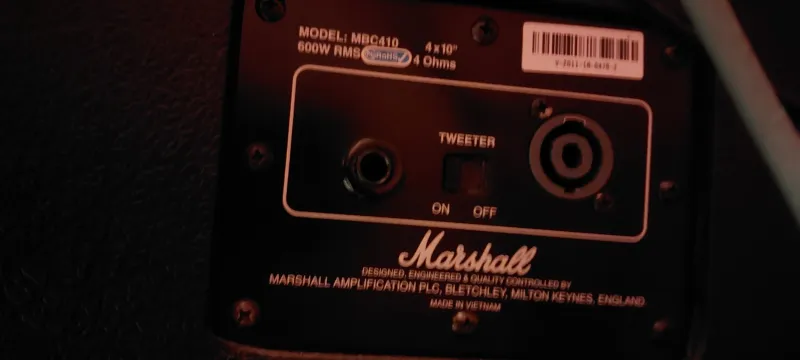 MODEL: MBC410 4x10"
600W RMS RoHS 4 Ohms
TWEETER
ON OFF
Marshall
DESIGNED, ENGINEERED & QUALITY CONTROLLED BY
MARSHALL AMPLIFICATION PLC, BLETCHLEY, MILTON KEYNES, ENGLAND
MADE IN VIETNAM